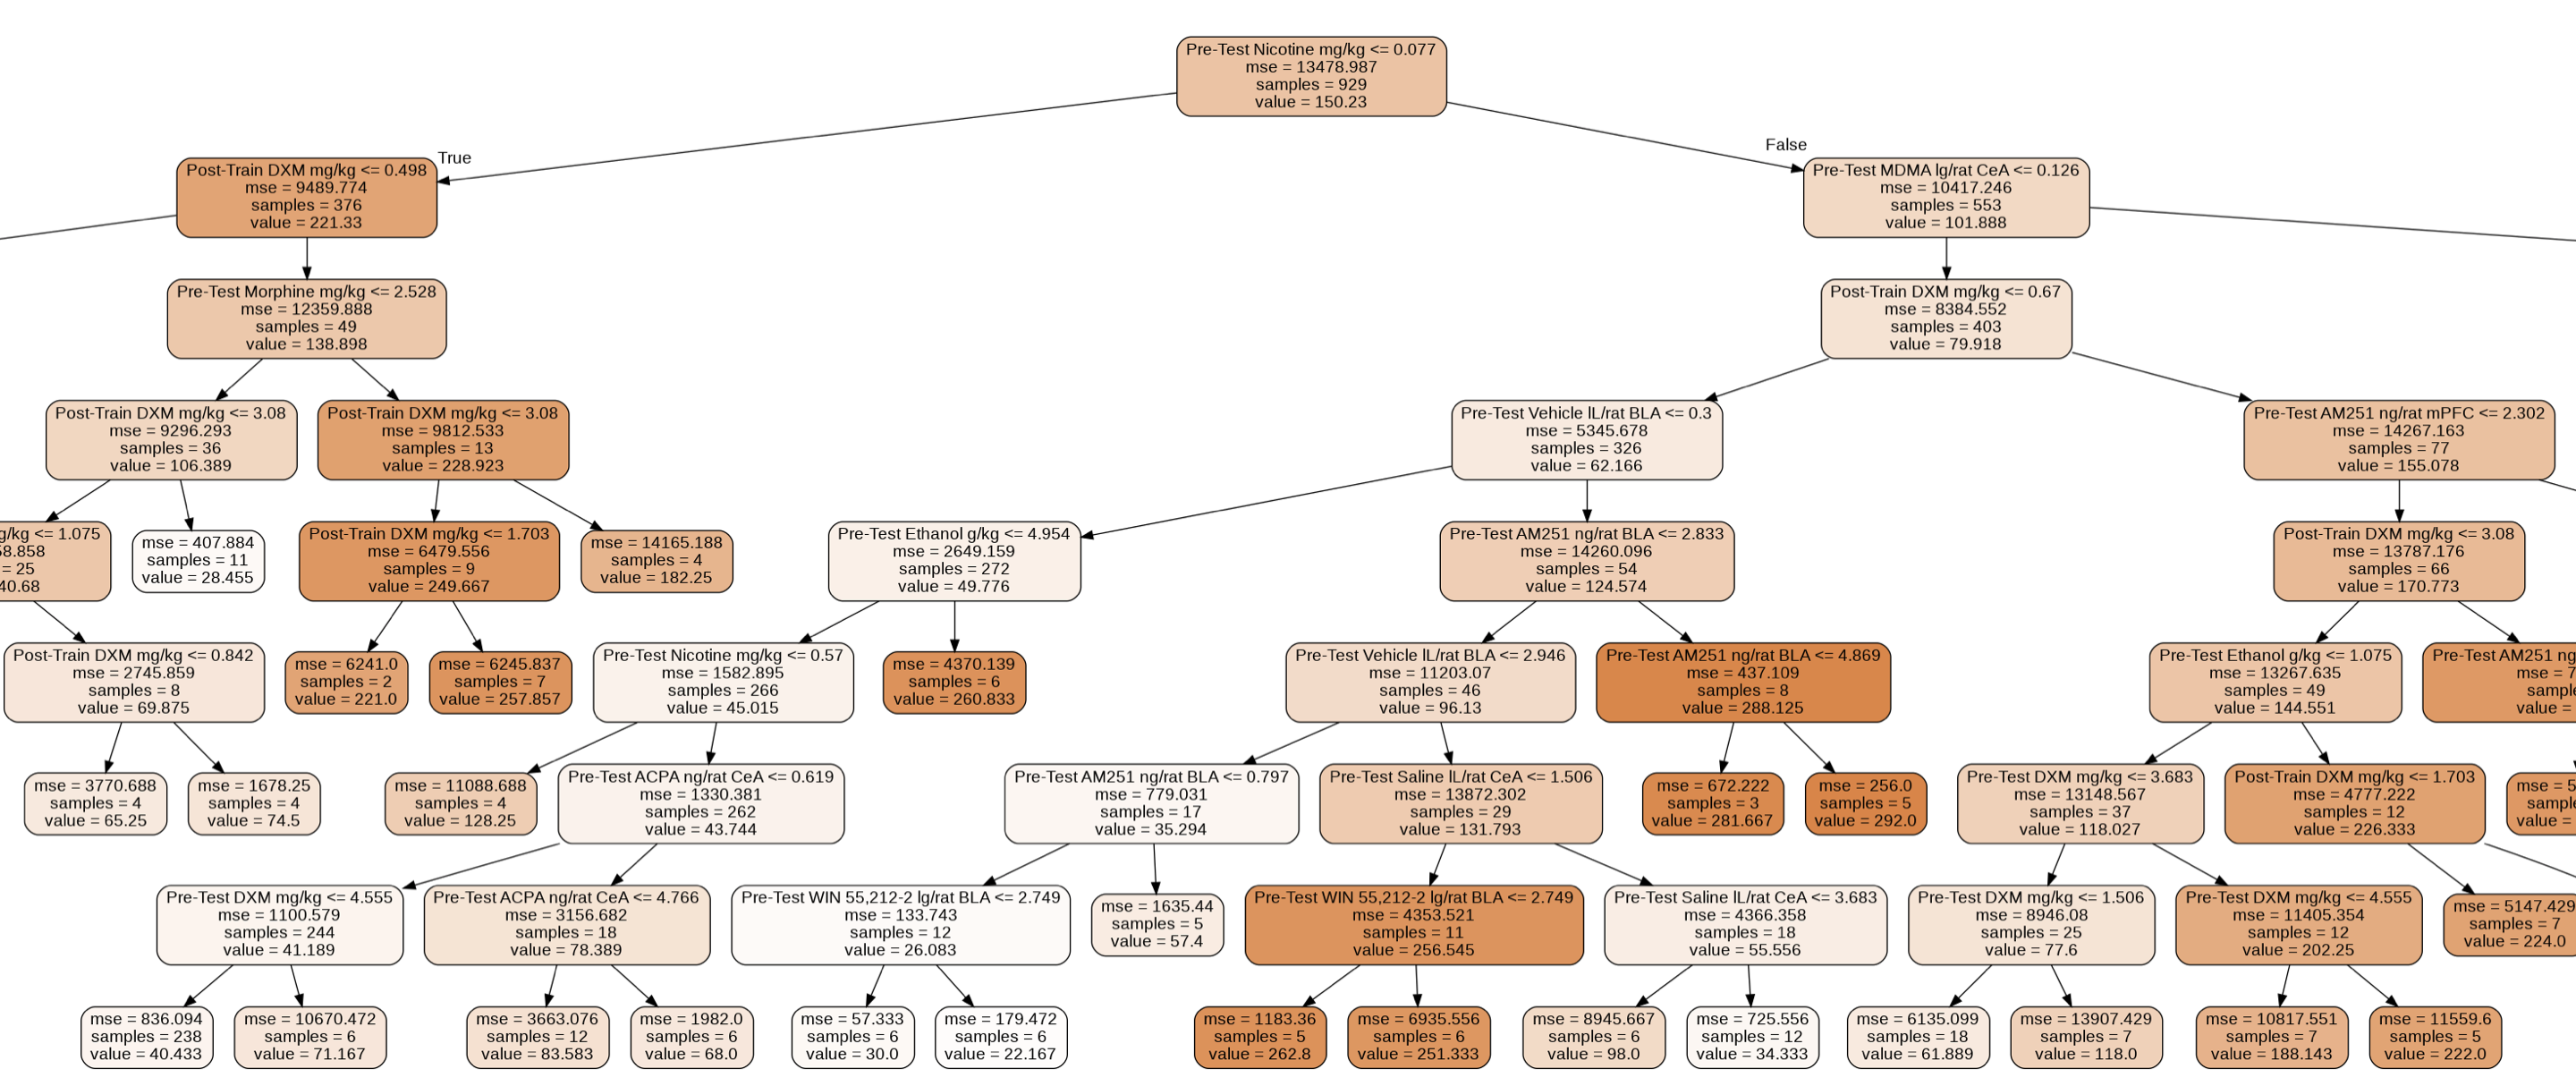 Pre-Test Nicotine mg/kg <= 0.077
mse = 13478.987
samples = 929
value = 150.23
True
False
Post-Train DXM mg/kg <= 0.498
mse = 9489.774
samples = 376
value = 221.33
Pre-Test MDMA lg/rat CeA <= 0.126
mse = 10417.246
samples = 553
value = 101.888
Pre-Test Morphine mg/kg <= 2.528
mse = 12359.888
samples = 49
value = 138.898
Post-Train DXM mg/kg <= 0.67
mse = 8384.552
samples = 403
value = 79.918
Post-Train DXM mg/kg <= 3.08
mse = 9296.293
samples = 36
value = 106.389
Post-Train DXM mg/kg <= 3.08
mse = 9812.533
samples = 13
value = 228.923
Pre-Test Vehicle lL/rat BLA <= 0.3
mse = 5345.678
samples = 326
value = 62.166
Pre-Test AM251 ng/rat mPFC <= 2.302
mse = 14267.163
samples = 77
value = 155.078
g/kg <= 1.075
8.858
= 25
40.68
mse = 407.884
samples = 11
value = 28.455
Post-Train DXM mg/kg <= 1.703
mse = 6479.556
samples = 9
value = 249.667
mse = 14165.188
samples = 4
value = 182.25
Pre-Test Ethanol g/kg <= 4.954
mse = 2649.159
samples = 272
value = 49.776
Pre-Test AM251 ng/rat BLA <= 2.833
mse = 14260.096
samples = 54
value = 124.574
Post-Train DXM mg/kg <= 3.08
mse = 13787.176
samples = 66
value = 170.773
Post-Train DXM mg/kg <= 0.842
mse = 2745.859
samples = 8
value = 69.875
mse = 6241.0
samples = 2
value = 221.0
mse = 6245.837
samples = 7
value = 257.857
Pre-Test Nicotine mg/kg <= 0.57
mse = 1582.895
samples = 266
value = 45.015
mse = 4370.139
samples = 6
value = 260.833
Pre-Test Vehicle lL/rat BLA <= 2.946
mse = 11203.07
samples = 46
value = 96.13
Pre-Test AM251 ng/rat BLA <= 4.869
mse = 437.109
samples = 8
value = 288.125
Pre-Test Ethanol g/kg <= 1.075
mse = 13267.635
samples = 49
value = 144.551
Pre-Test AM251 ng
mse = 7
sample
value =
mse = 3770.688
samples = 4
value = 65.25
mse = 1678.25
samples = 4
value = 74.5
mse = 11088.688
samples = 4
value = 128.25
Pre-Test ACPA ng/rat CeA <= 0.619
mse = 1330.381
samples = 262
value = 43.744
Pre-Test AM251 ng/rat BLA <= 0.797
mse = 779.031
samples = 17
value = 35.294
Pre-Test Saline lL/rat CeA <= 1.506
mse = 13872.302
samples = 29
value = 131.793
mse = 672.222
samples = 3
value = 281.667
mse = 256.0
samples = 5
value = 292.0
Pre-Test DXM mg/kg <= 3.683
mse = 13148.567
samples = 37
value = 118.027
Post-Train DXM mg/kg <= 1.703
mse = 4777.222
samples = 12
value = 226.333
mse = 5
sample
value =
Pre-Test DXM mg/kg <= 4.555
mse = 1100.579
samples = 244
value = 41.189
Pre-Test ACPA ng/rat CeA <= 4.766
mse = 3156.682
samples = 18
value = 78.389
Pre-Test WIN 55,212-2 lg/rat BLA <= 2.749
mse = 133.743
samples = 12
value = 26.083
mse = 1635.44
samples = 5
value = 57.4
Pre-Test WIN 55,212-2 lg/rat BLA <= 2.749
mse = 4353.521
samples = 11
value = 256.545
Pre-Test Saline lL/rat CeA <= 3.683
mse = 4366.358
samples = 18
value = 55.556
Pre-Test DXM mg/kg <= 1.506
mse = 8946.08
samples = 25
value = 77.6
Pre-Test DXM mg/kg <= 4.555
mse = 11405.354
samples = 12
value = 202.25
mse = 5147.429
samples = 7
value = 224.0
mse = 836.094
samples = 238
value = 40.433
mse = 10670.472
samples = 6
value = 71.167
mse = 3663.076
samples = 12
value = 83.583
mse = 1982.0
samples = 6
value = 68.0
mse = 57.333
samples = 6
value = 30.0
mse = 179.472
samples = 6
value = 22.167
mse = 1183.36
samples = 5
value = 262.8
mse = 6935.556
samples = 6
value = 251.333
mse = 8945.667
samples = 6
value = 98.0
mse = 725.556
samples = 12
value = 34.333
mse = 6135.099
samples = 18
value = 61.889
mse = 13907.429
samples = 7
value = 118.0
mse = 10817.551
samples = 7
value = 188.143
mse = 11559.6
samples = 5
value = 222.0